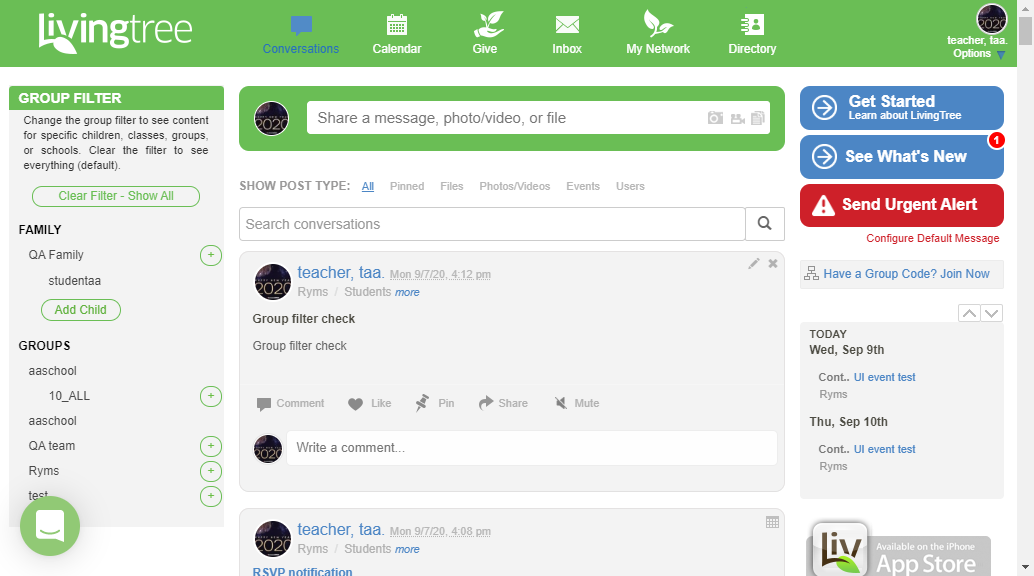 livingtree
Conversations
Calendar
Give
Inbox
My Network
Directory
teacher, taa.
Options
GROUP FILTER
Change the group filter to see content
for specific children, classes, groups,
or schools. Clear the filter to see
everything (default).
Clear Filter - Show All
FAMILY
QA Family
+
studentaa
Add Child
GROUPS
aaschool
10_ALL
+
aaschool
QA team
+
Ryms
+
test
+
2020
Share a message, photo/video, or file
SHOW POST TYPE: All Pinned Files Photos/Videos Events Users
Search conversations
2020
teacher, taa. Mon 9/7/20, 4:12 pm
Ryms / Students more
Group filter check
Group filter check
Comment Like Pin Share Mute
2020
Write a comment...
2020
teacher, taa. Mon 9/7/20, 4:08 pm
Ryms / Students more
RSVP notification
Get Started
Learn about LivingTree
1
See What's New
Send Urgent Alert
Configure Default Message
Have a Group Code? Join Now
TODAY
Wed, Sep 9th
Cont.. UI event test
Ryms
Thu, Sep 10th
Cont.. UI event test
Ryms
Liv
Available on the iPhone
App Store